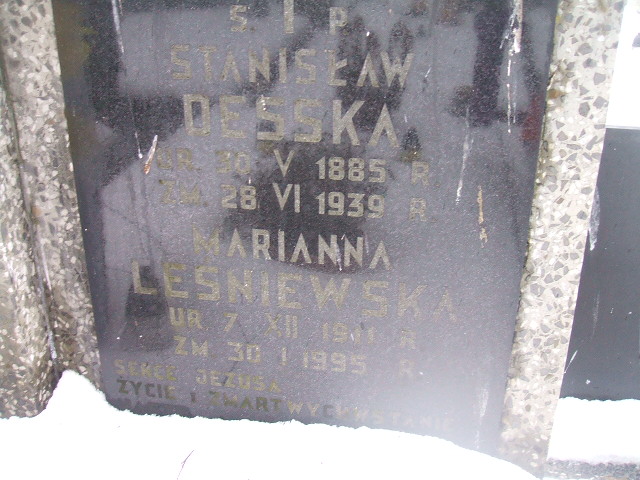 Ś. † P.
STANISŁAW
DESSKA
UR. 30 V 1885 R.
ZM. 28 VI 1939 R.
MARIANNA
LEŚNIEWSKA
UR 7 XII 1911 R
ZM. 30 I 1995 R.
SERCE JEZUSA
ŻYCIE I ZMARTWYCHWSTANIE